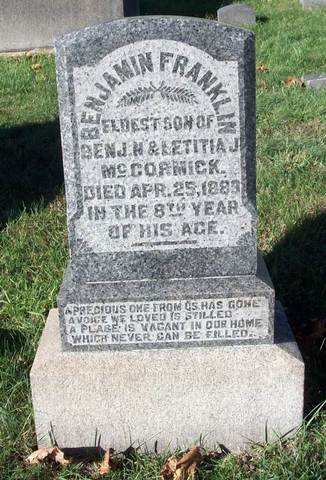 BENJAMIN FRANKLIN
ELDEST SON OF
BENJ. H & LETITIA J
McCORMICK.
DIED APR. 25, 1889
IN THE 8TH YEAR
OF HIS AGE.
A PRECIOUS ONE FROM US HAS GONE
A VOICE WE LOVED IS STILLED
A PLACE IS VACANT IN OUR HOME
WHICH NEVER CAN BE FILLED.